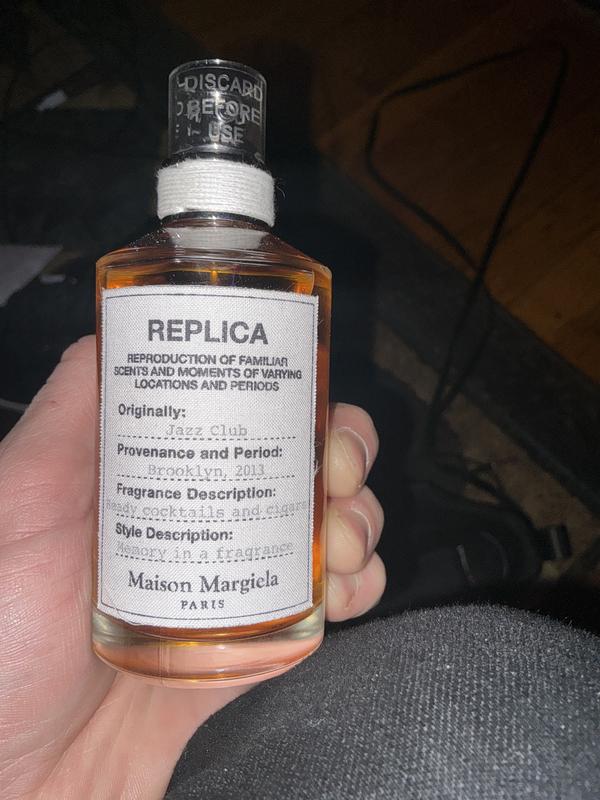 DISCARD
BEFORE
USE
REPLICA
REPRODUCTION OF FAMILIAR
SCENTS AND MOMENTS OF VARYING
LOCATIONS AND PERIODS
Originally:
Jazz Club
Provenance and Period:
Brooklyn, 2013
Fragrance Description:
Heady cocktails and cigars
Style Description:
Memory in a fragrance
Maison Margiela
PARIS